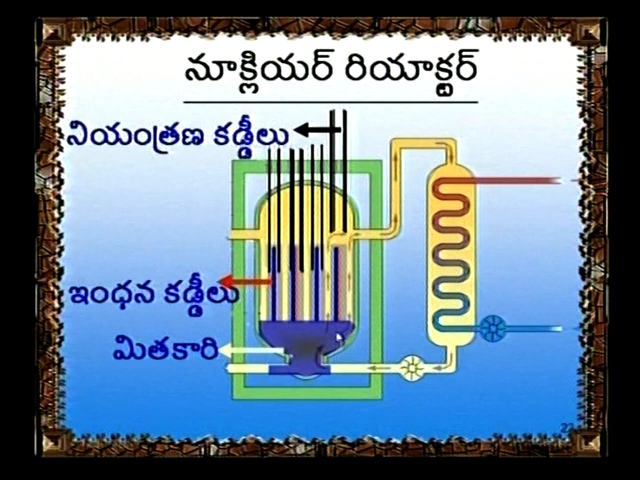 నూక్లియర్ రియాక్టర్
నియంత్రణ కడ్డీలు
ఇంధన కడ్డీలు
మితకారి